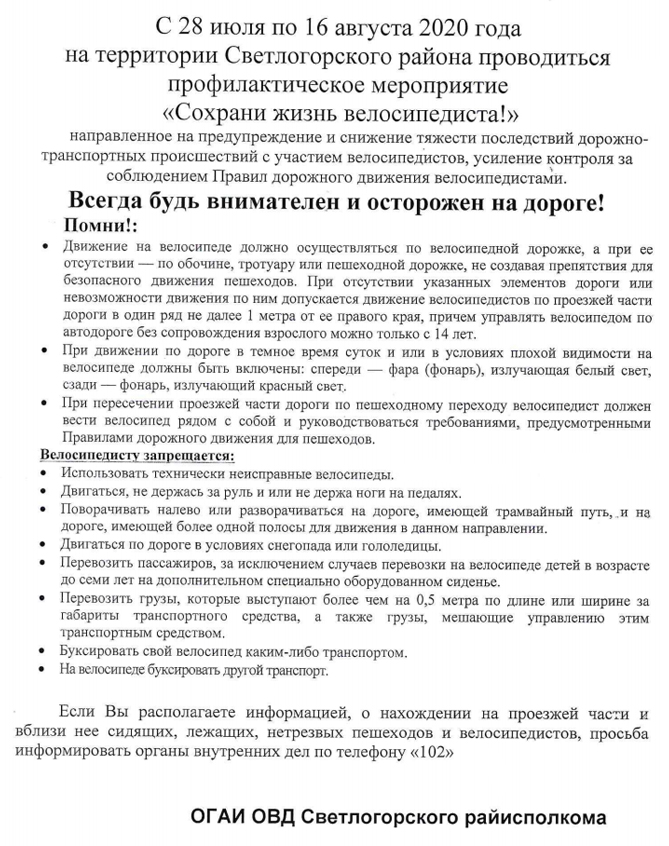 С 28 июля по 16 августа 2020 года
на территории Светлогорского района проводиться
профилактическое мероприятие
«Сохрани жизнь велосипедиста!»
направленное на предупреждение и снижение тяжести последствий дорожно-
транспортных происшествий с участием велосипедистов, усиление контроля за
соблюдением Правил дорожного движения велосипедистами.
Всегда будь внимателен и осторожен на дороге!
Помни!:
• Движение на велосипеде должно осуществляться по велосипедной дорожке, а при ее
отсутствии — по обочине, тротуару или пешеходной дорожке, не создавая препятствия для
безопасного движения пешеходов. При отсутствии указанных элементов дороги или
невозможности движения по ним допускается движение велосипедистов по проезжей части
дороги в один ряд не далее 1 метра от ее правого края, причем управлять велосипедом по
автодороге без сопровождения взрослого можно только с 14 лет.
• При движении по дороге в темное время суток и или в условиях плохой видимости на
велосипеде должны быть включены: спереди — фара (фонарь), излучающая белый свет,
сзади — фонарь, излучающий красный свет.
• При пересечении проезжей части дороги по пешеходному переходу велосипедист должен
вести велосипед рядом с собой и руководствоваться требованиями, предусмотренными
Правилами дорожного движения для пешеходов.
Велосипедисту запрещается:
• Использовать технически неисправные велосипеды.
• Двигаться, не держась за руль и или не держа ноги на педалях.
• Поворачивать налево или разворачиваться на дороге, имеющей трамвайный путь, и на
дороге, имеющей более одной полосы для движения в данном направлении.
• Двигаться по дороге в условиях снегопада или гололедицы.
• Перевозить пассажиров, за исключением случаев перевозки на велосипеде детей в возрасте
до семи лет на дополнительном специально оборудованном сиденье.
• Перевозить грузы, которые выступают более чем на 0,5 метра по длине или ширине за
габариты транспортного средства, а также грузы, мешающие управлению этим
транспортным средством.
• Буксировать свой велосипед каким-либо транспортом.
• На велосипеде буксировать другой транспорт.
Если Вы располагаете информацией, о нахождении на проезжей части и
вблизи нее сидящих, лежащих, нетрезвых пешеходов и велосипедистов, просьба
информировать органы внутренних дел по телефону «102»
ОГАИ ОВД Светлогорского райисполкома